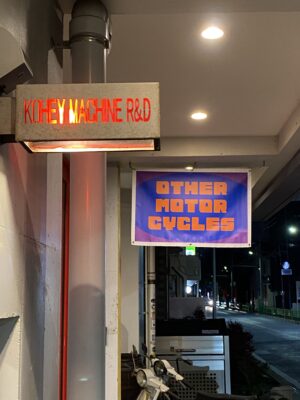 KOHEY MACHINE R&D
OTHER
MOTOR
CYCLES